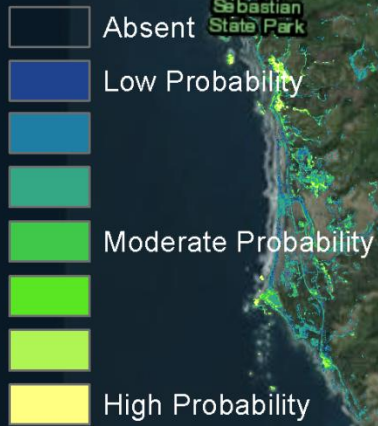 Sebastian
State Park
Absent
Low Probability
Moderate Probability
High Probability